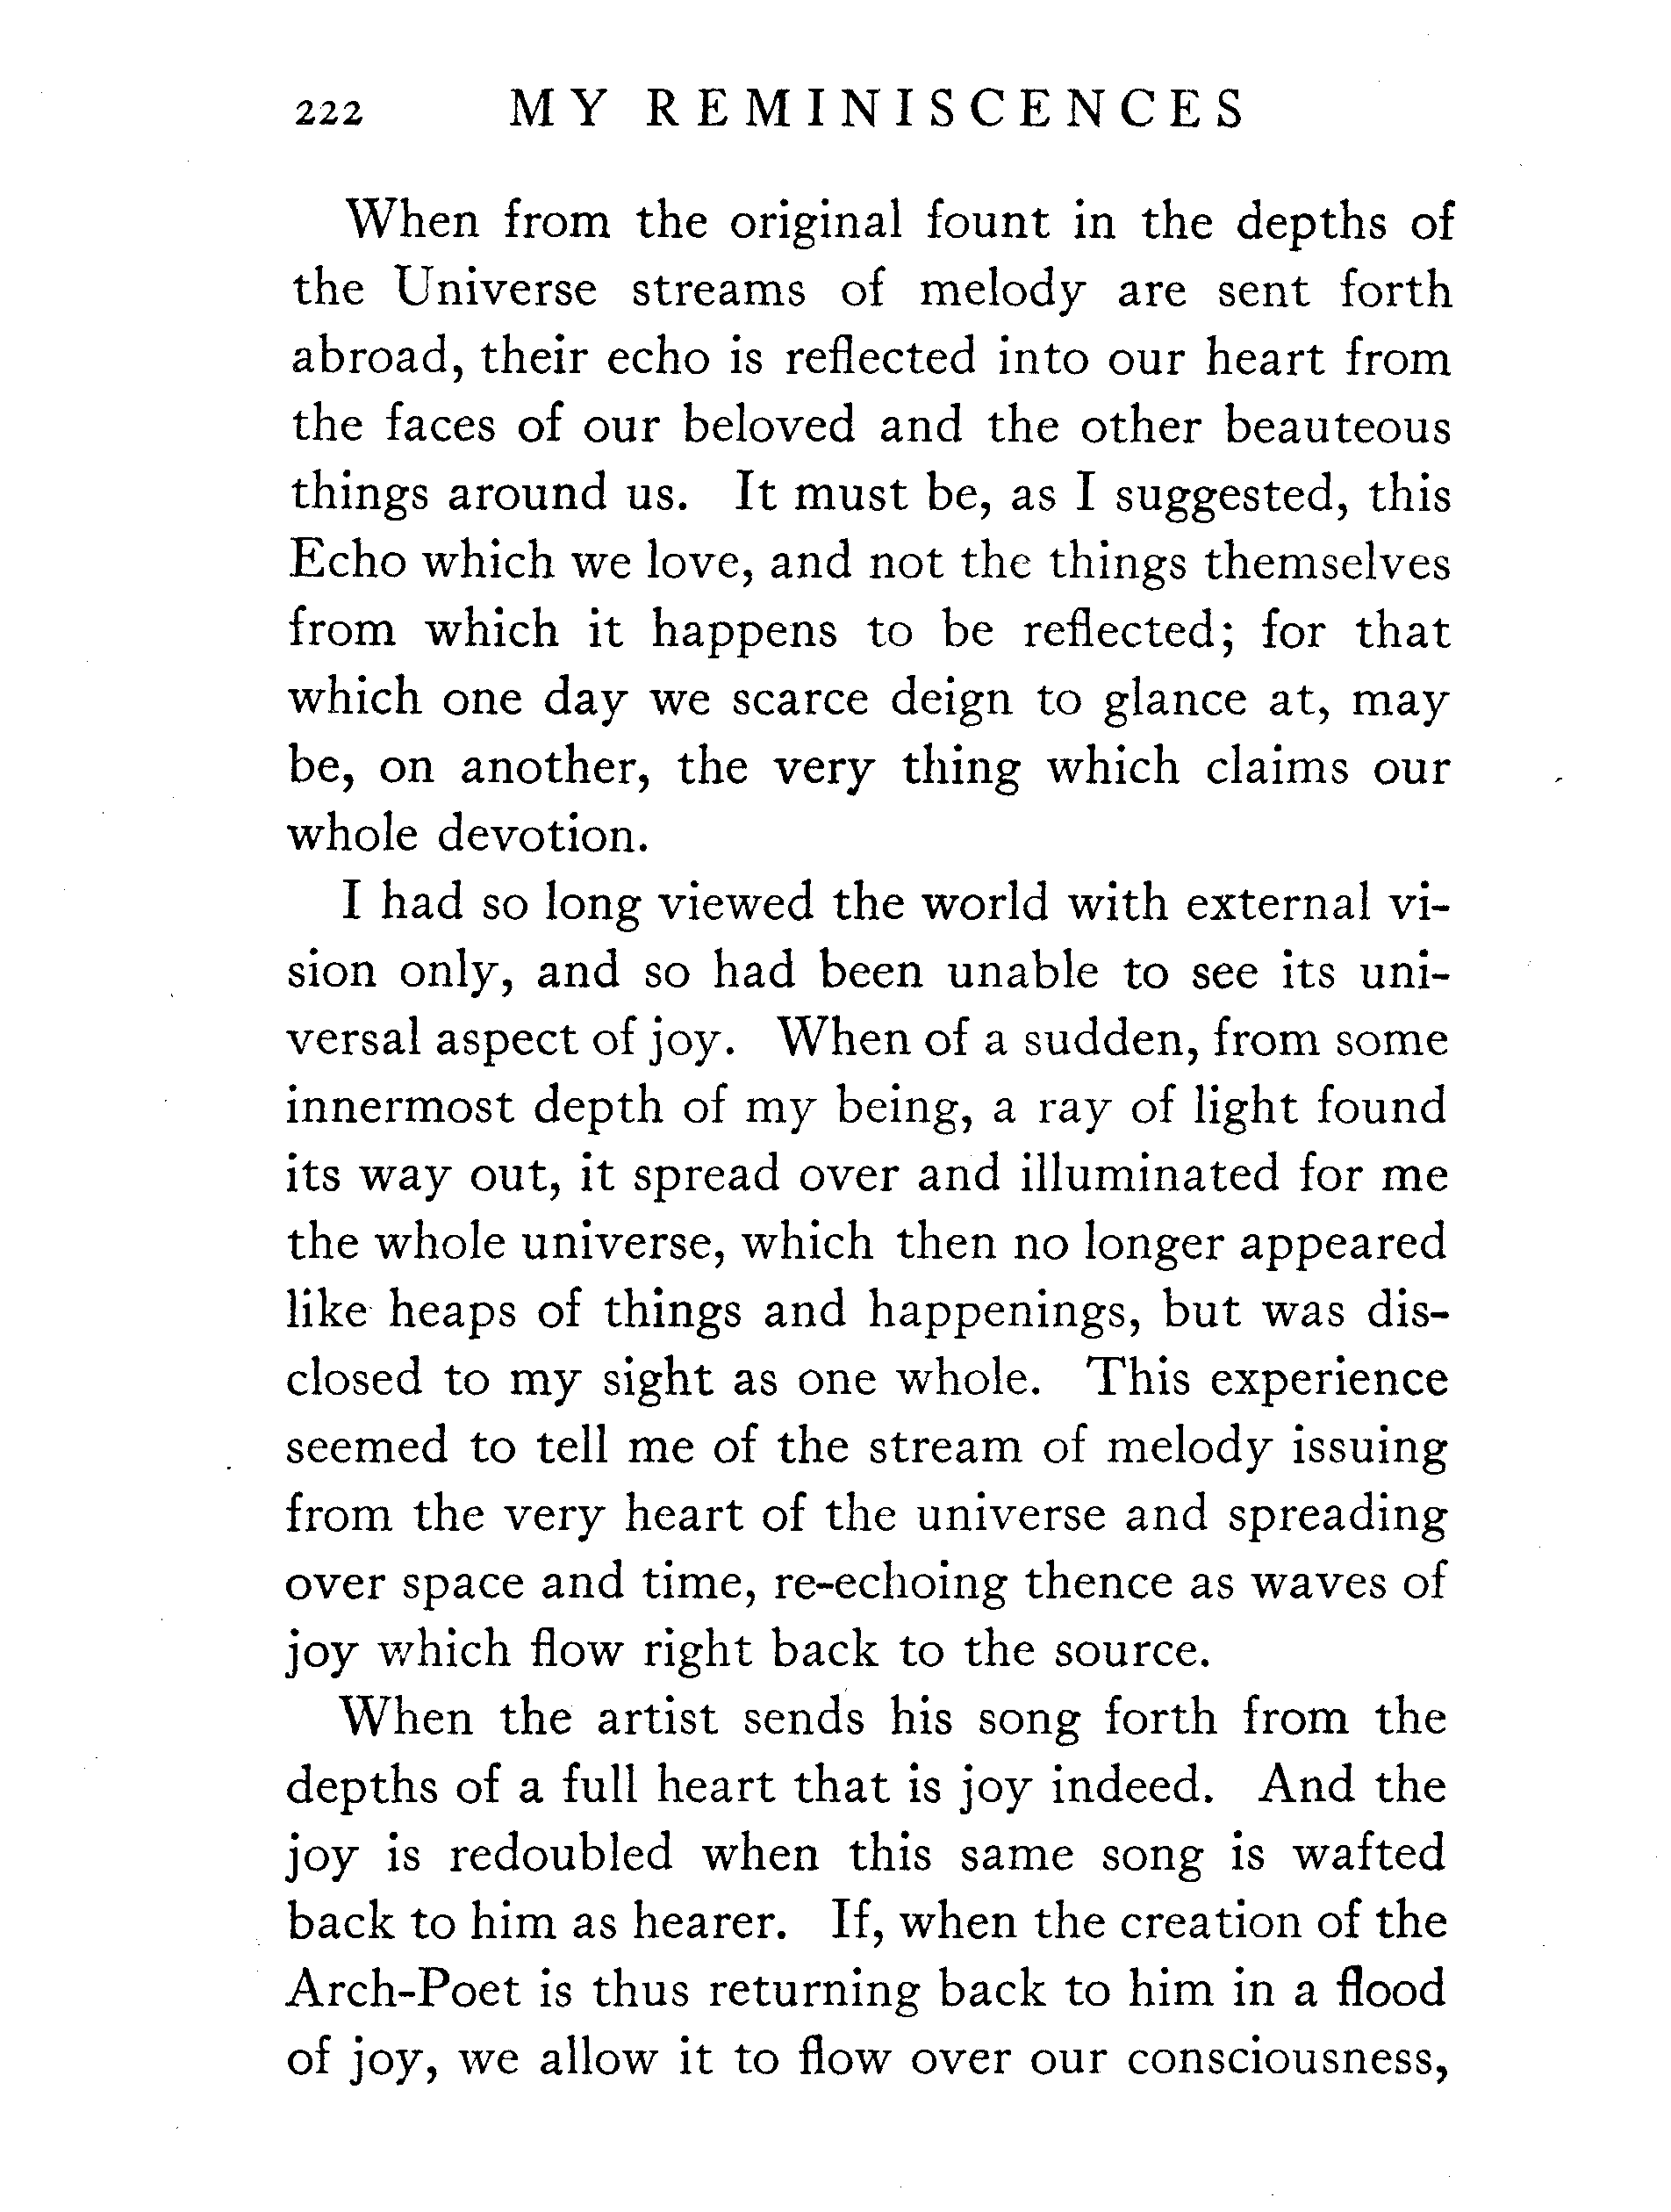 222 MY REMINISCENCES
When from the original fount in the depths of
the Universe streams of melody are sent forth
abroad, their echo is reflected into our heart from
the faces of our beloved and the other beauteous
things around us. It must be, as I suggested, this
Echo which we love, and not the things themselves
from which it happens to be reflected; for that
which one day we scarce deign to glance at, may
be, on another, the very thing which claims our
whole devotion.
I had so long viewed the world with external vi-
sion only, and so had been unable to see its uni-
versal aspect of joy. When of a sudden, from some
innermost depth of my being, a ray of light found
its way out, it spread over and illuminated for me
the whole universe, which then no longer appeared
like heaps of things and happenings, but was dis-
closed to my sight as one whole. This experience
seemed to tell me of the stream of melody issuing
from the very heart of the universe and spreading
over space and time, re-echoing thence as waves of
joy which flow right back to the source.
When the artist sends his song forth from the
depths of a full heart that is joy indeed. And the
joy is redoubled when this same song is wafted
back to him as hearer. If, when the creation of the
Arch-Poet is thus returning back to him in a flood
of joy, we allow it to flow over our consciousness,